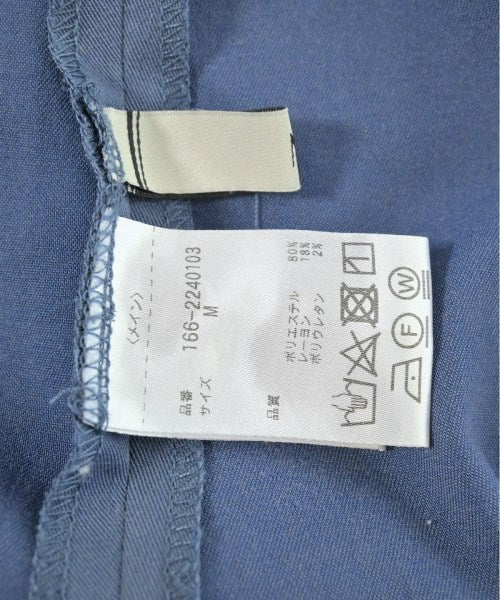 〈メイン〉
品番 166-2240103
サイズ M
品質
ポリエステル 80%
レーヨン 18%
ポリウレタン 2%
F W